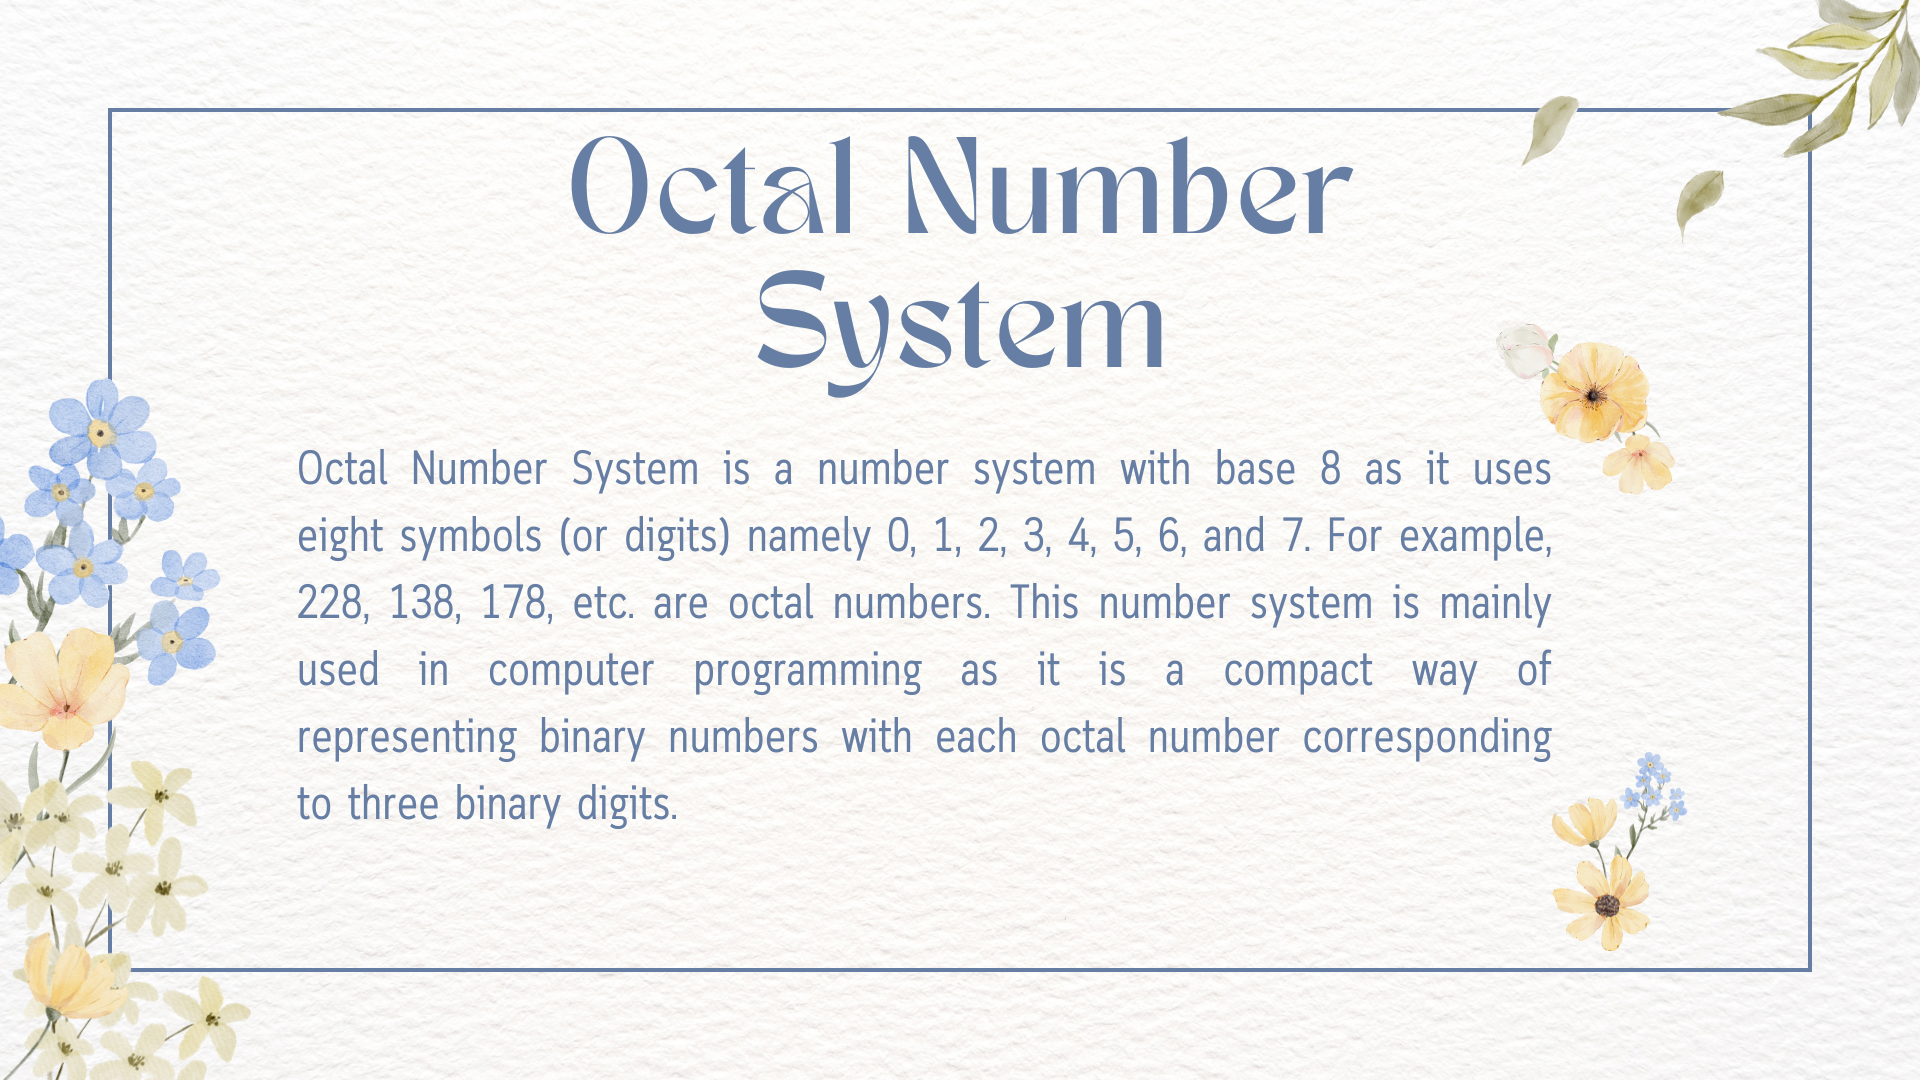 Octal Number
System
Octal Number System is a number system with base 8 as it uses
eight symbols (or digits) namely 0, 1, 2, 3, 4, 5, 6, and 7. For example,
228, 138, 178, etc. are octal numbers. This number system is mainly
used in computer programming as it is a compact way of
representing binary numbers with each octal number corresponding
to three binary digits.